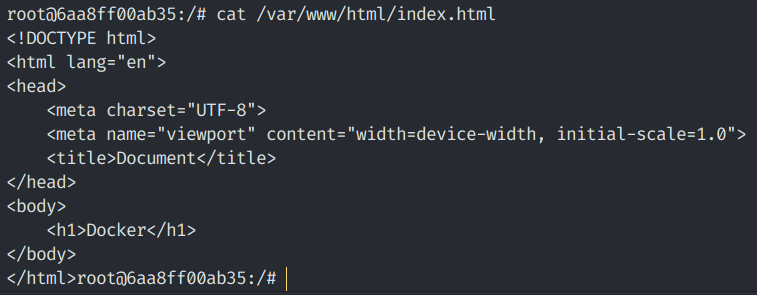 root@6aa8ff00ab35:/# cat /var/www/html/index.html
<!DOCTYPE html>
<html lang="en">
<head>
    <meta charset="UTF-8">
    <meta name="viewport" content="width=device-width, initial-scale=1.0">
    <title>Document</title>
</head>
<body>
    <h1>Docker</h1>
</body>
</html>root@6aa8ff00ab35:/#